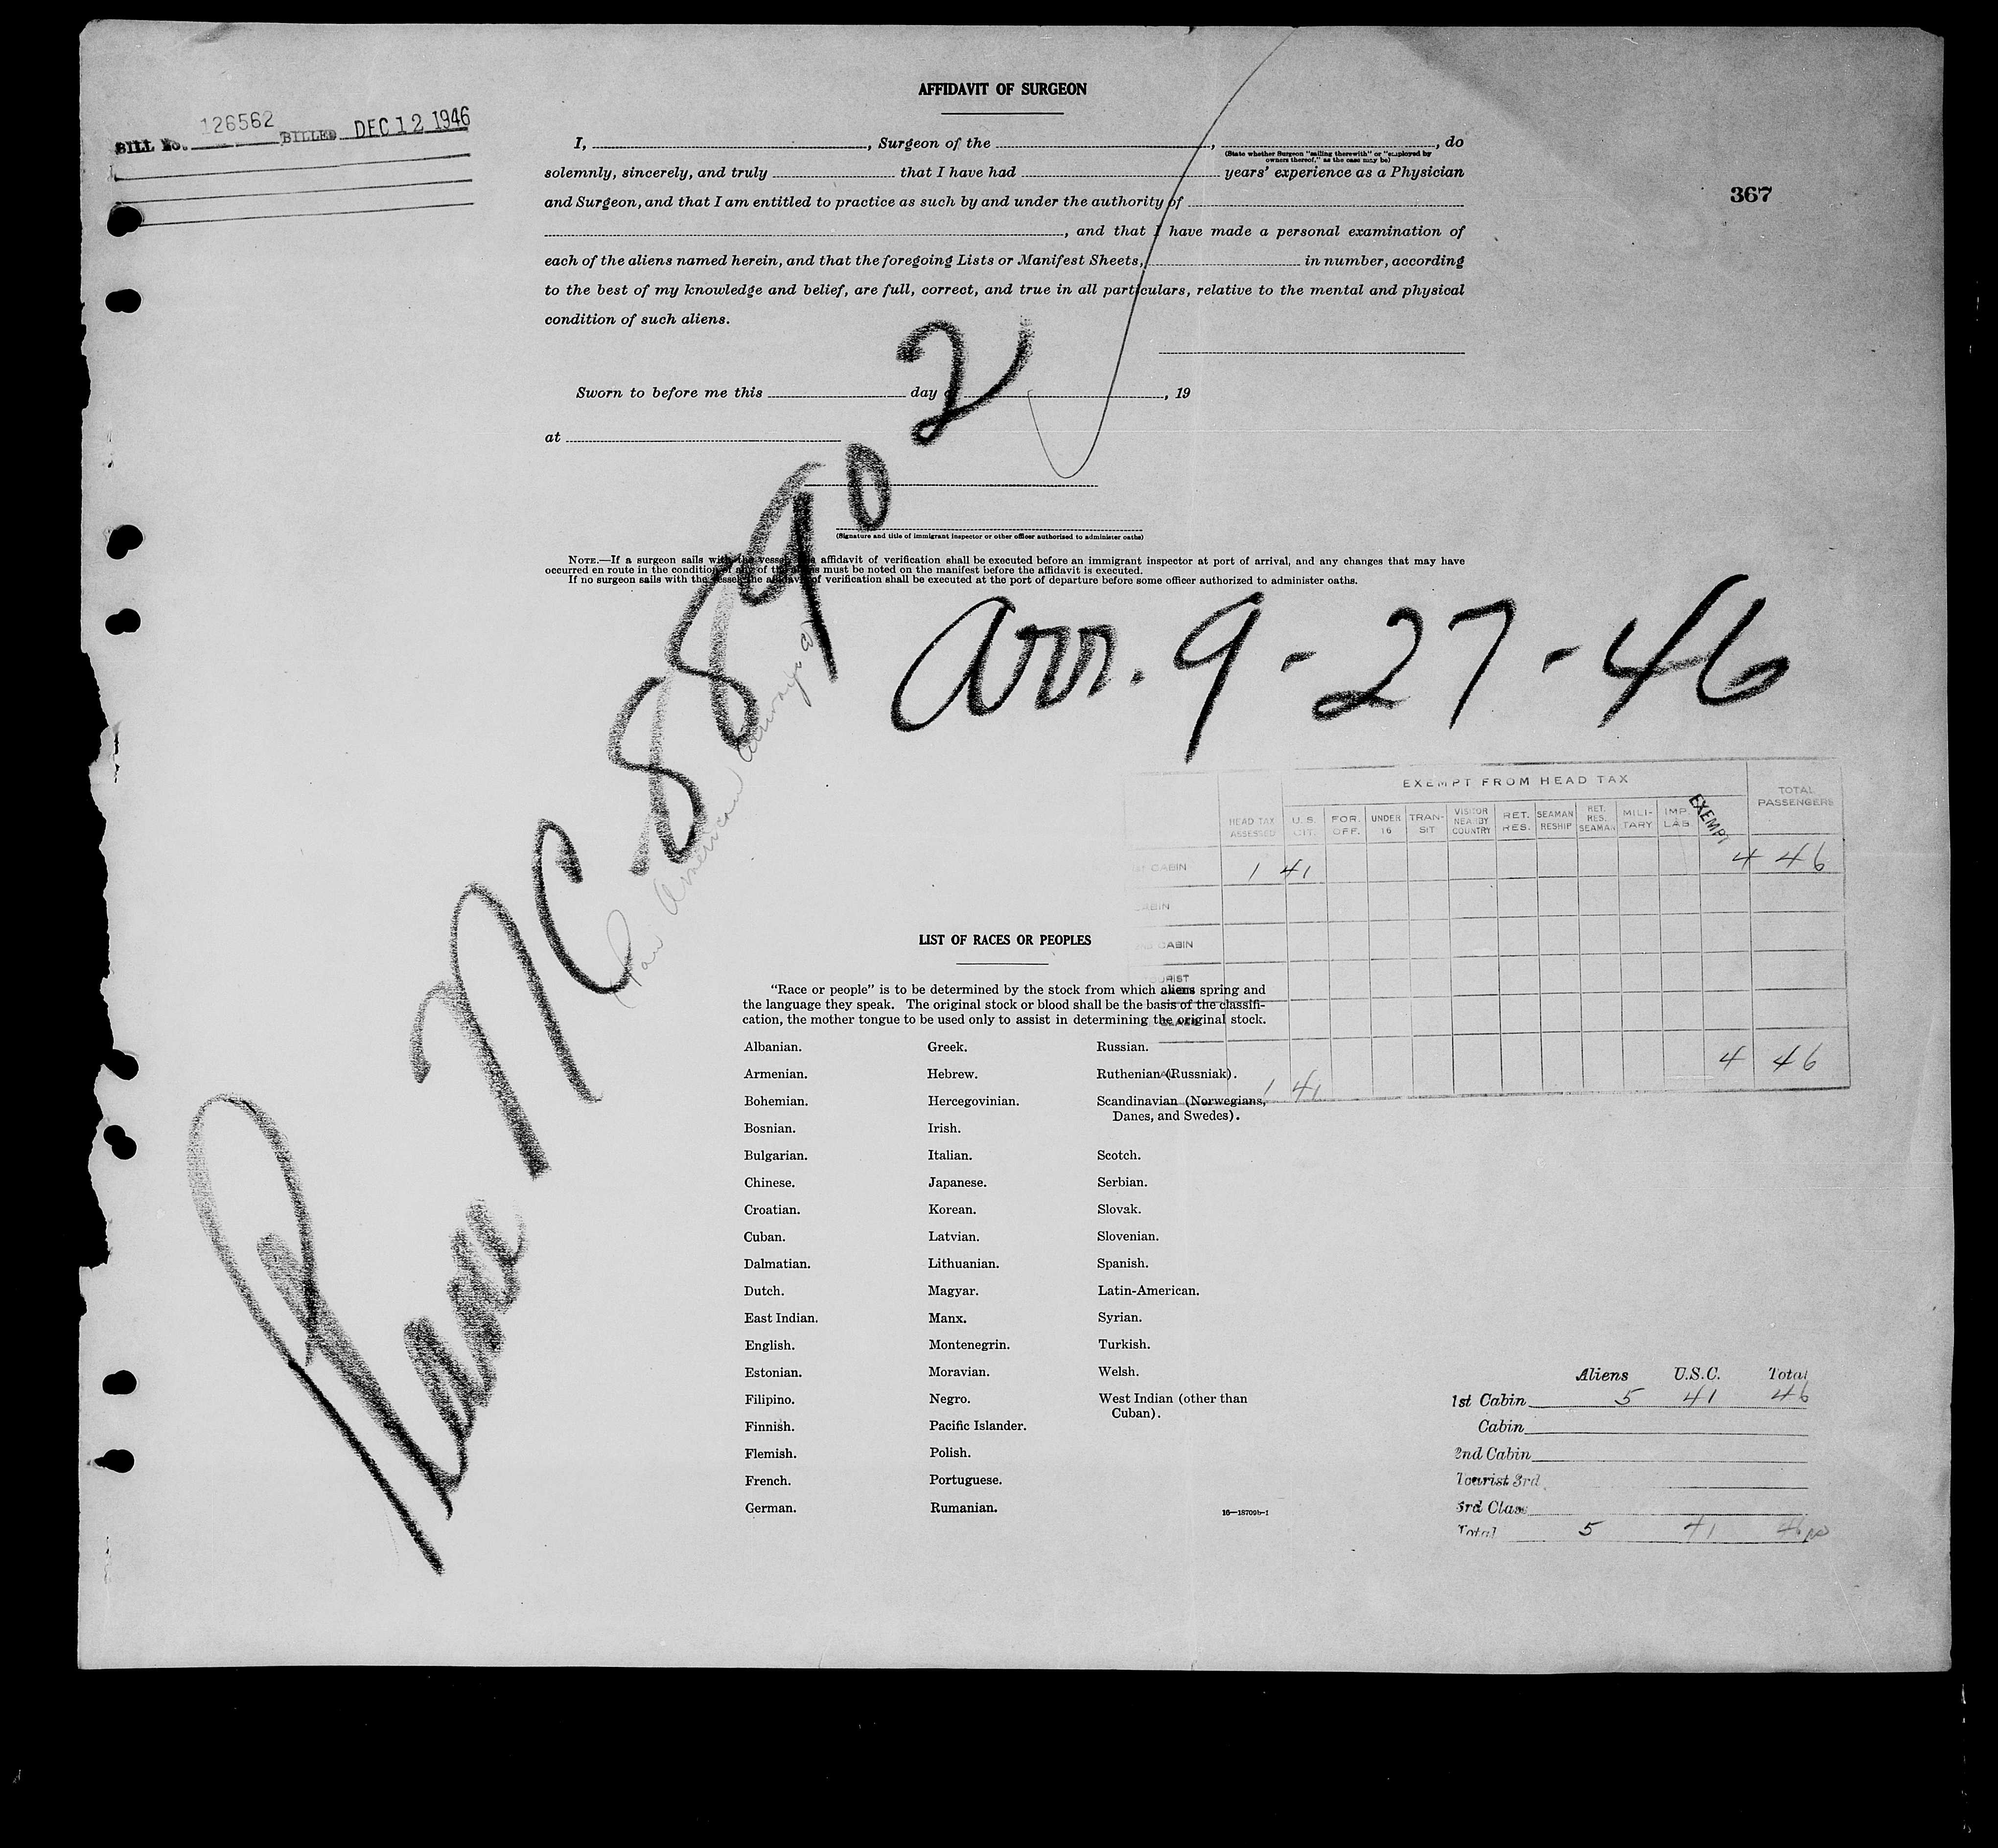 AFFIDAVIT OF SURGEON
BILL No. 126562 BILLED DEC 12 1946
367
I, , Surgeon of the , , do
(State whether Surgeon "sailing therewith" or "employed by
owners thereof," as the case may be)
solemnly, sincerely, and truly that I have had years' experience as a Physician
and Surgeon, and that I am entitled to practice as such by and under the authority of
, and that I have made a personal examination of
each of the aliens named herein, and that the foregoing Lists or Manifest Sheets, in number, according
to the best of my knowledge and belief, are full, correct, and true in all particulars, relative to the mental and physical
condition of such aliens.
Sworn to before me this day of , 19
at
(Signature and title of immigrant inspector or other officer authorized to administer oaths)
NOTE.—If a surgeon sails with the vessel, the affidavit of verification shall be executed before an immigrant inspector at port of arrival, and any changes that may have
occurred en route in the condition of any of the aliens must be noted on the manifest before the affidavit is executed.
If no surgeon sails with the vessel, the affidavit of verification shall be executed at the port of departure before some officer authorized to administer oaths.
Plane NC 88902
(Pan American Airways
Arr. 9-27-46
EXEMPT FROM HEAD TAX
HEAD TAX ASSESSED U.S. CIT. FOR. OFF. UNDER 16 TRANSIT VISITOR NEARBY COUNTRY RET. RES. SEAMAN RESHIP RET. RES. SEAMAN MILITARY IMP. LAB. EXEMPT TOTAL PASSENGERS
CABIN 1 41 4 46
CABIN
CABIN
TOURIST
CLASS
1 41 4 46
LIST OF RACES OR PEOPLES
"Race or people" is to be determined by the stock from which aliens spring and
the language they speak. The original stock or blood shall be the basis of the classifi-
cation, the mother tongue to be used only to assist in determining the original stock.
Albanian.
Armenian.
Bohemian.
Bosnian.
Bulgarian.
Chinese.
Croatian.
Cuban.
Dalmatian.
Dutch.
East Indian.
English.
Estonian.
Filipino.
Finnish.
Flemish.
French.
German.
Greek.
Hebrew.
Hercegovinian.
Irish.
Italian.
Japanese.
Korean.
Latvian.
Lithuanian.
Magyar.
Manx.
Montenegrin.
Moravian.
Negro.
Pacific Islander.
Polish.
Portuguese.
Rumanian.
Russian.
Ruthenian (Russniak).
Scandinavian (Norwegians,
Danes, and Swedes).
Scotch.
Serbian.
Slovak.
Slovenian.
Spanish.
Latin-American.
Syrian.
Turkish.
Welsh.
West Indian (other than
Cuban).
16—18709b-1
Aliens U.S.C. Total
1st Cabin 5 41 46
Cabin
2nd Cabin
Tourist 3rd
3rd Class
Total 5 41 46